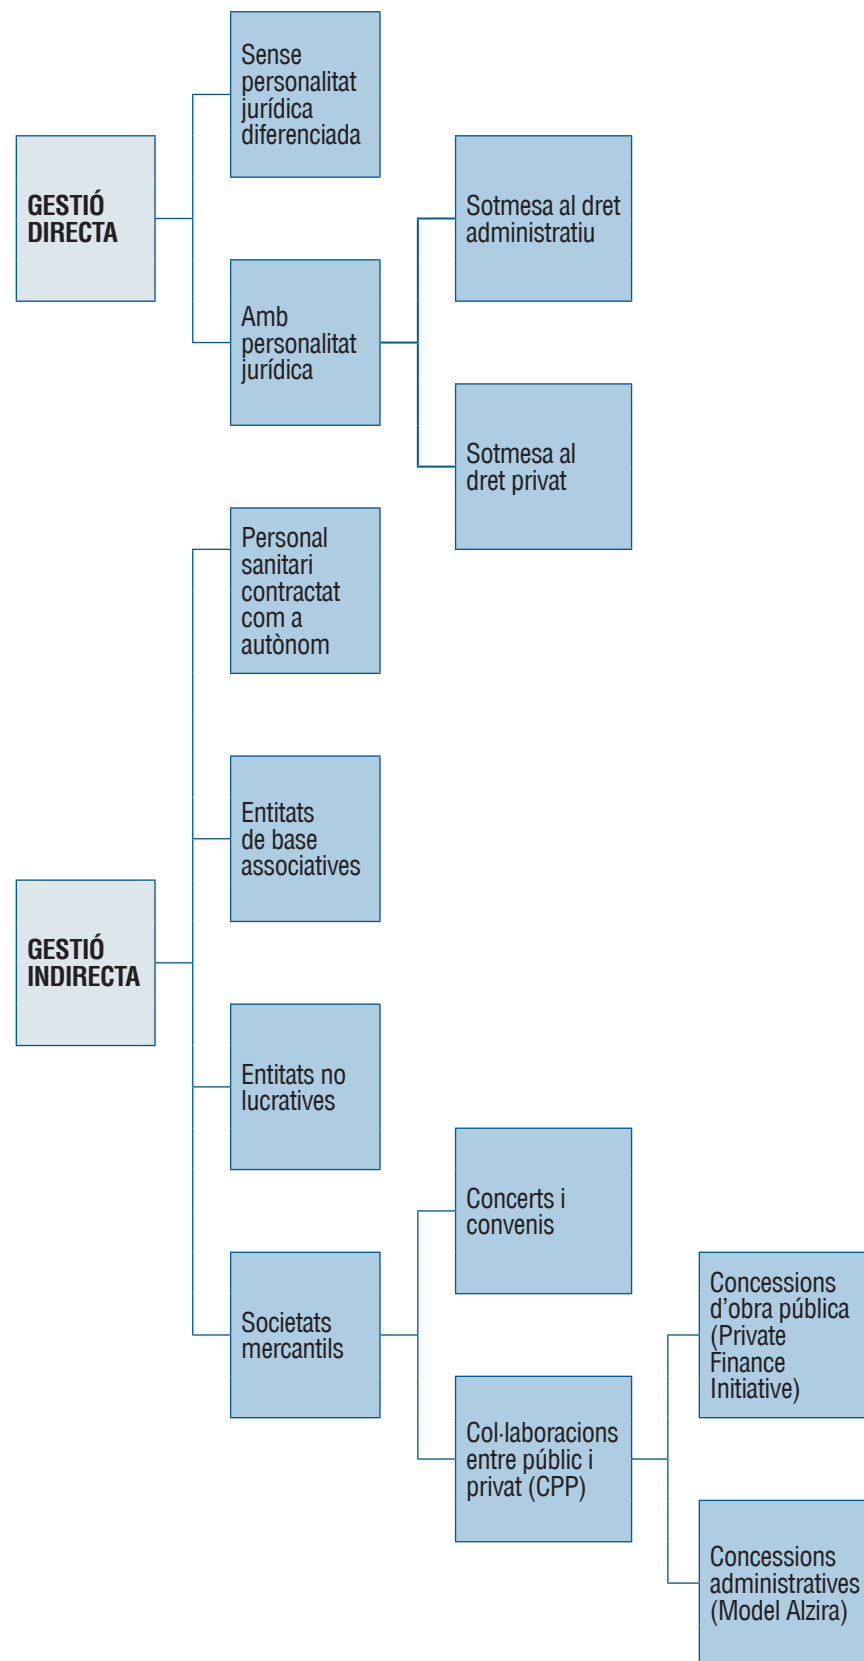 GESTIÓ
DIRECTA
Sense
personalitat
jurídica
diferenciada
Amb
personalitat
jurídica
Sotmesa al dret
administratiu
Sotmesa al
dret privat
GESTIÓ
INDIRECTA
Personal
sanitari
contractat
com a
autònom
Entitats
de base
associatives
Entitats no
lucratives
Societats
mercantils
Concerts i
convenis
Col·laboracions
entre públic i
privat (CPP)
Concessions
d’obra pública
(Private
Finance
Initiative)
Concessions
administratives
(Model Alzira)